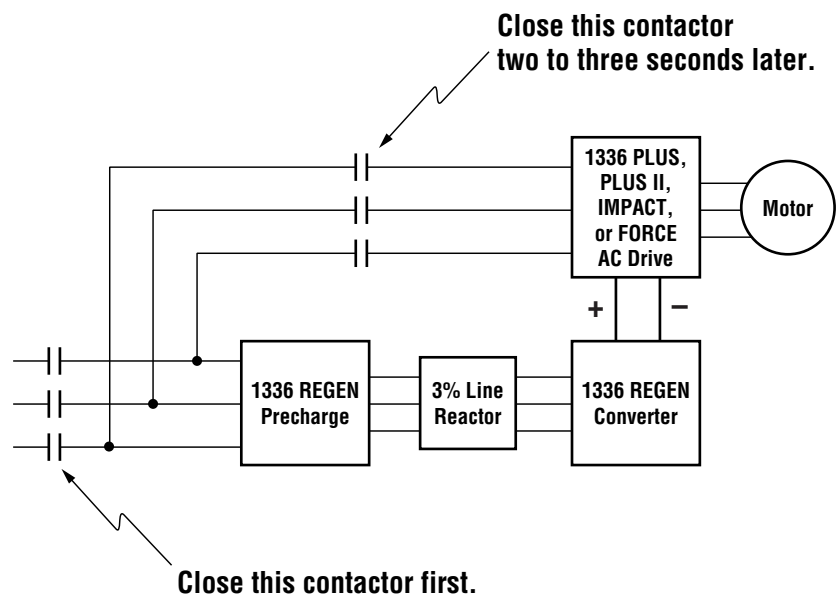 Close this contactor
two to three seconds later.
1336 PLUS,
PLUS II,
IMPACT,
or FORCE
AC Drive
Motor
+ −
1336 REGEN
Precharge
3% Line
Reactor
1336 REGEN
Converter
Close this contactor first.